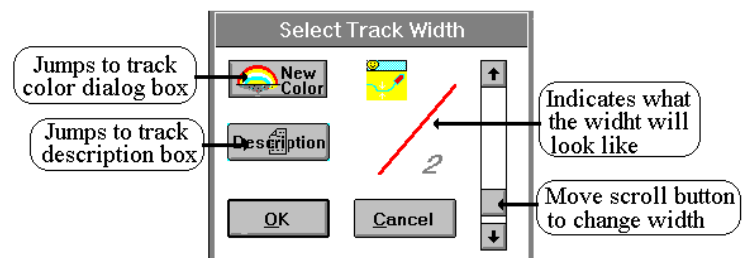 Select Track Width
Jumps to track
color dialog box
New
Color
Indicates what
the widht will
look like
Jumps to track
description box
Description
2
Move scroll button
to change width
OK
Cancel